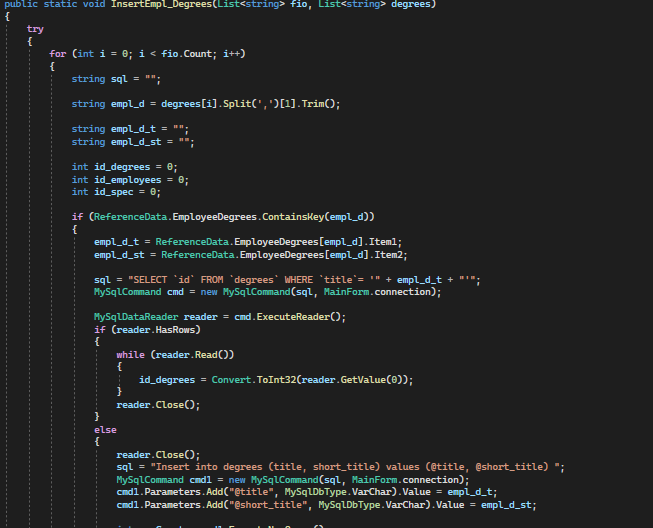 public static void InsertEmpl_Degrees(List<string> fio, List<string> degrees)
{
try
{
for (int i = 0; i < fio.Count; i++)
{
string sql = "";
string empl_d = degrees[i].Split(',')[1].Trim();
string empl_d_t = "";
string empl_d_st = "";
int id_degrees = 0;
int id_employees = 0;
int id_spec = 0;
if (ReferenceData.EmployeeDegrees.ContainsKey(empl_d))
{
empl_d_t = ReferenceData.EmployeeDegrees[empl_d].Item1;
empl_d_st = ReferenceData.EmployeeDegrees[empl_d].Item2;
sql = "SELECT `id` FROM `degrees` WHERE `title`= '" + empl_d_t + "'";
MySqlCommand cmd = new MySqlCommand(sql, MainForm.connection);
MySqlDataReader reader = cmd.ExecuteReader();
if (reader.HasRows)
{
while (reader.Read())
{
id_degrees = Convert.ToInt32(reader.GetValue(0));
}
reader.Close();
}
else
{
reader.Close();
sql = "Insert into degrees (title, short_title) values (@title, @short_title) ";
MySqlCommand cmd1 = new MySqlCommand(sql, MainForm.connection);
cmd1.Parameters.Add("@title", MySqlDbType.VarChar).Value = empl_d_t;
cmd1.Parameters.Add("@short_title", MySqlDbType.VarChar).Value = empl_d_st;